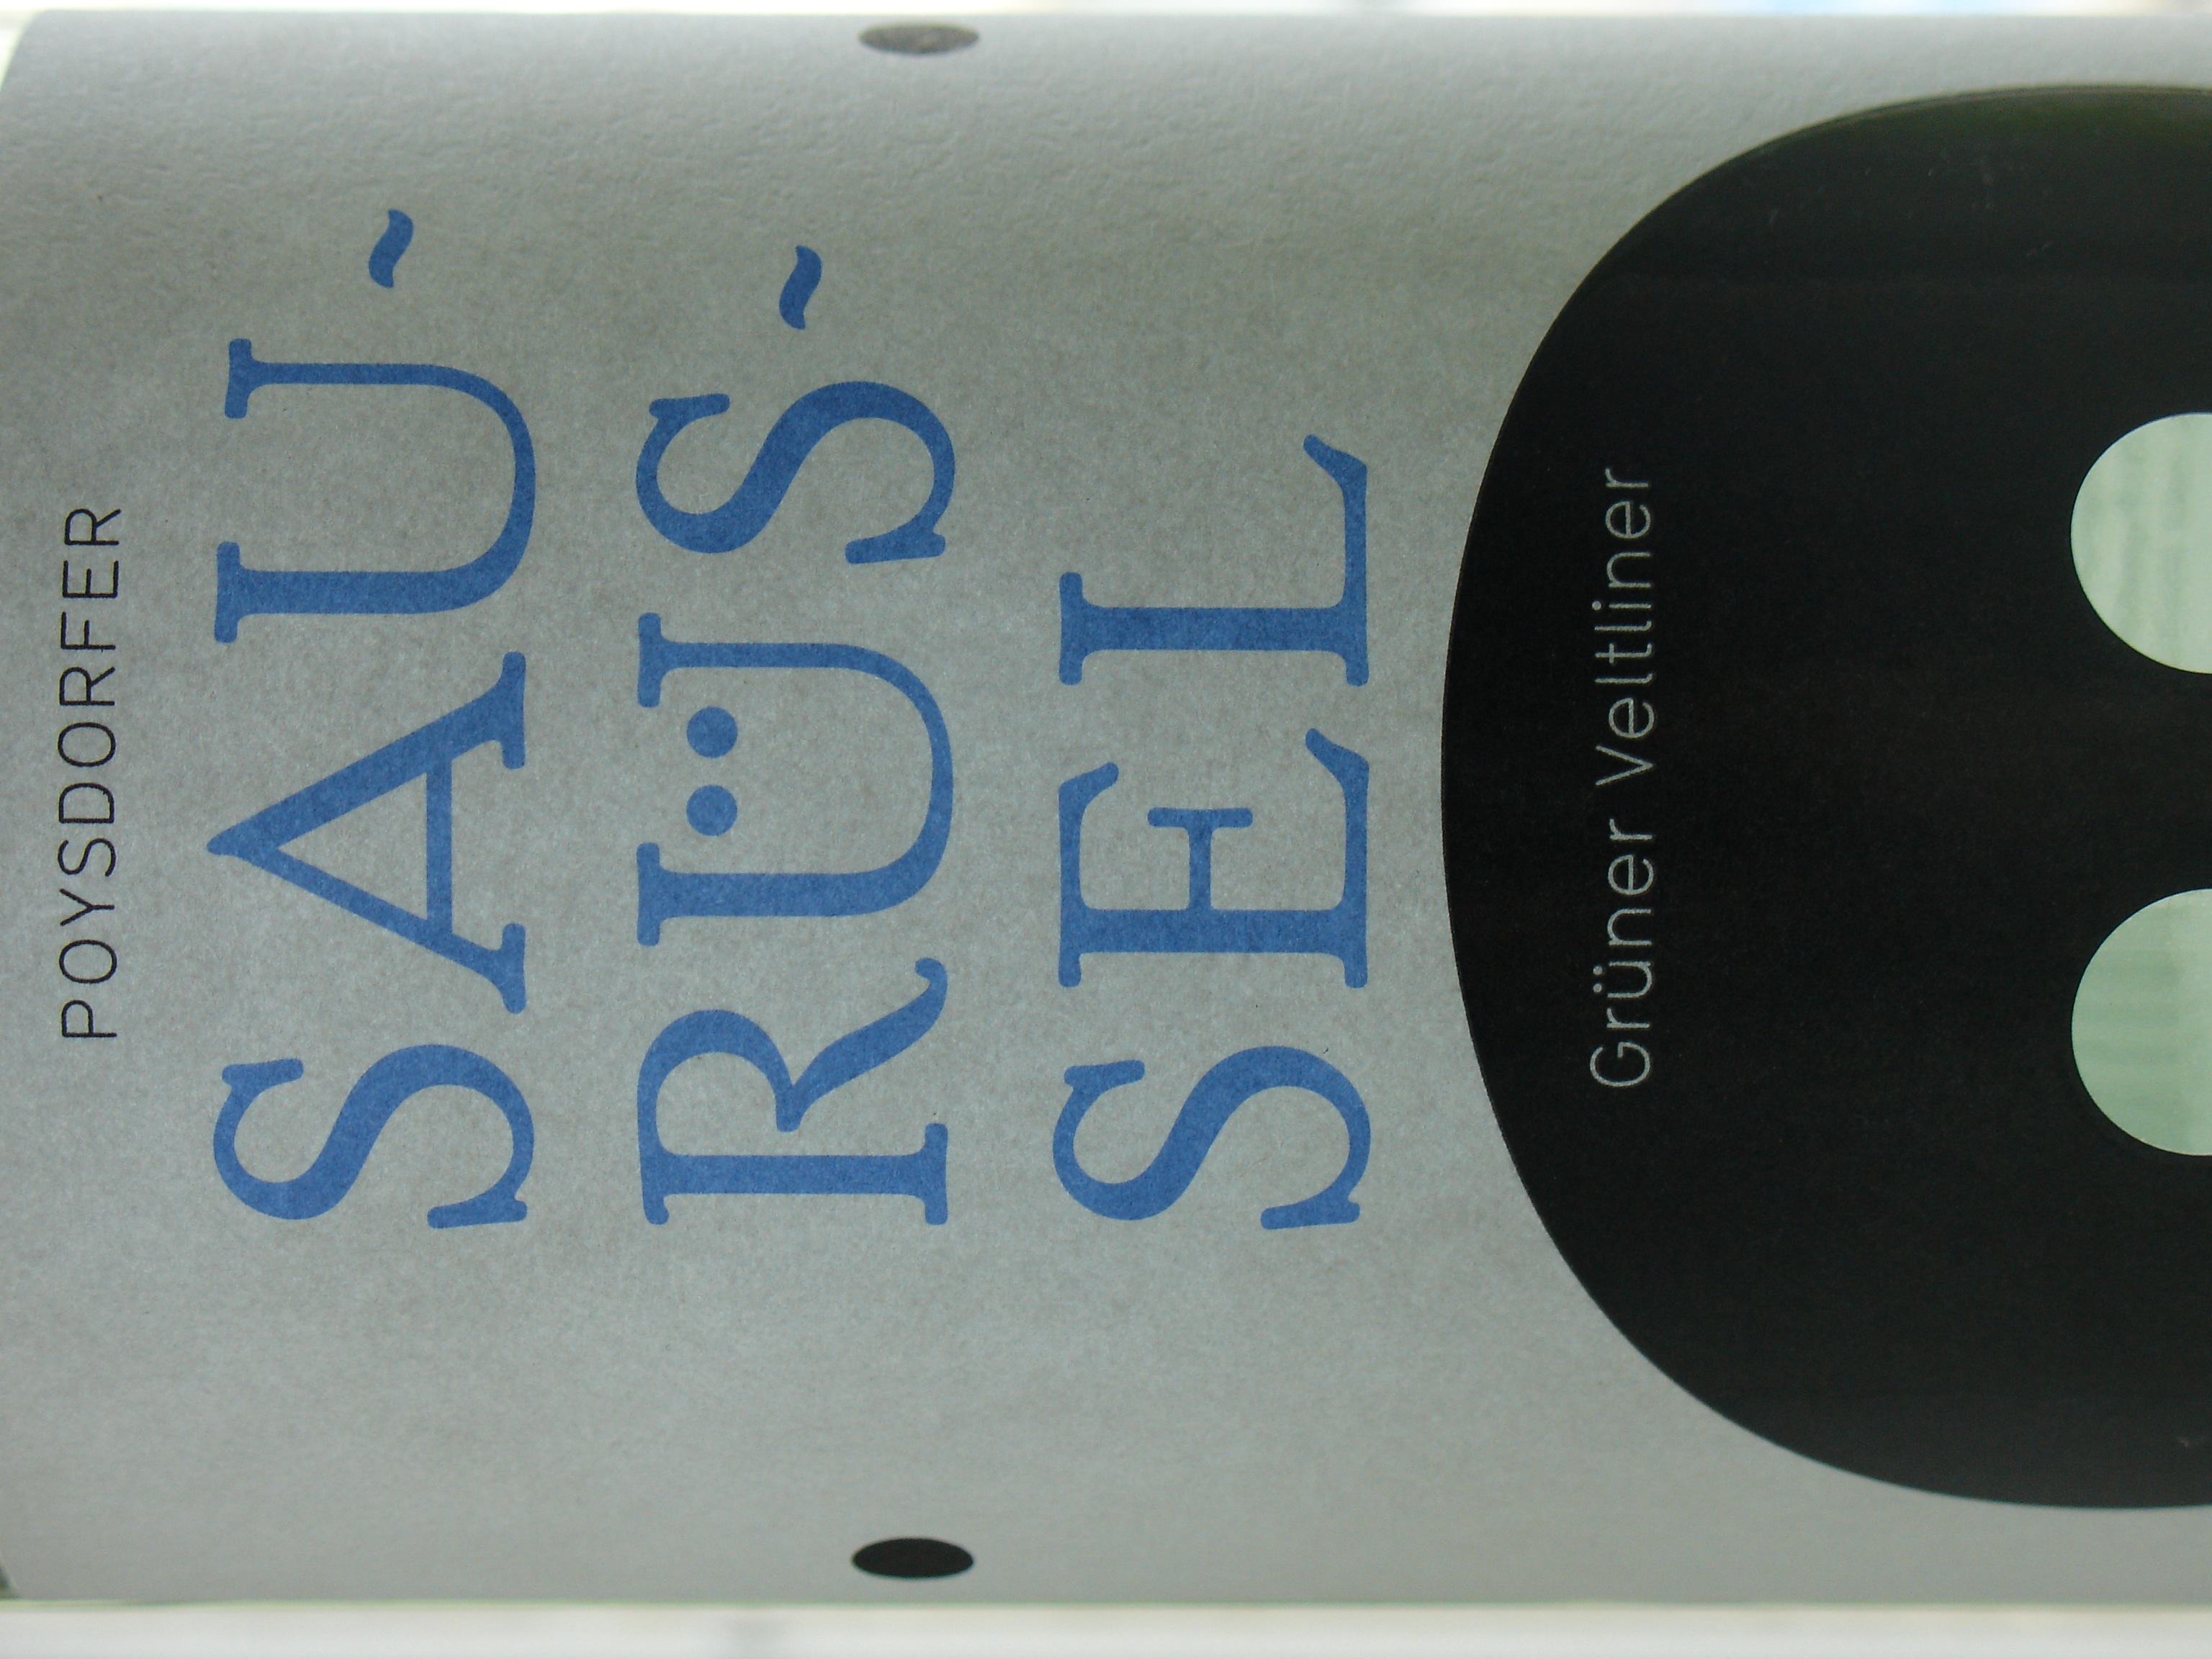 POYSDORFER
SAU~
RÜS~
SEL
Grüner Veltliner